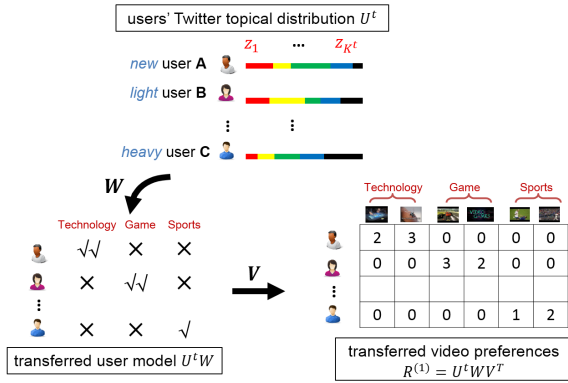 users' Twitter topical distribution U^t
z_1 ... z_{K^t}
new user A
light user B
heavy user C
W
Technology Game Sports
√√ × ×
× √√ ×
× × √
transferred user model U^tW
V
Technology Game Sports
2 3 0 0 0 0
0 0 3 2 0 0
0 0 0 0 1 2
transferred video preferences
R^{(1)} = U^tWV^T